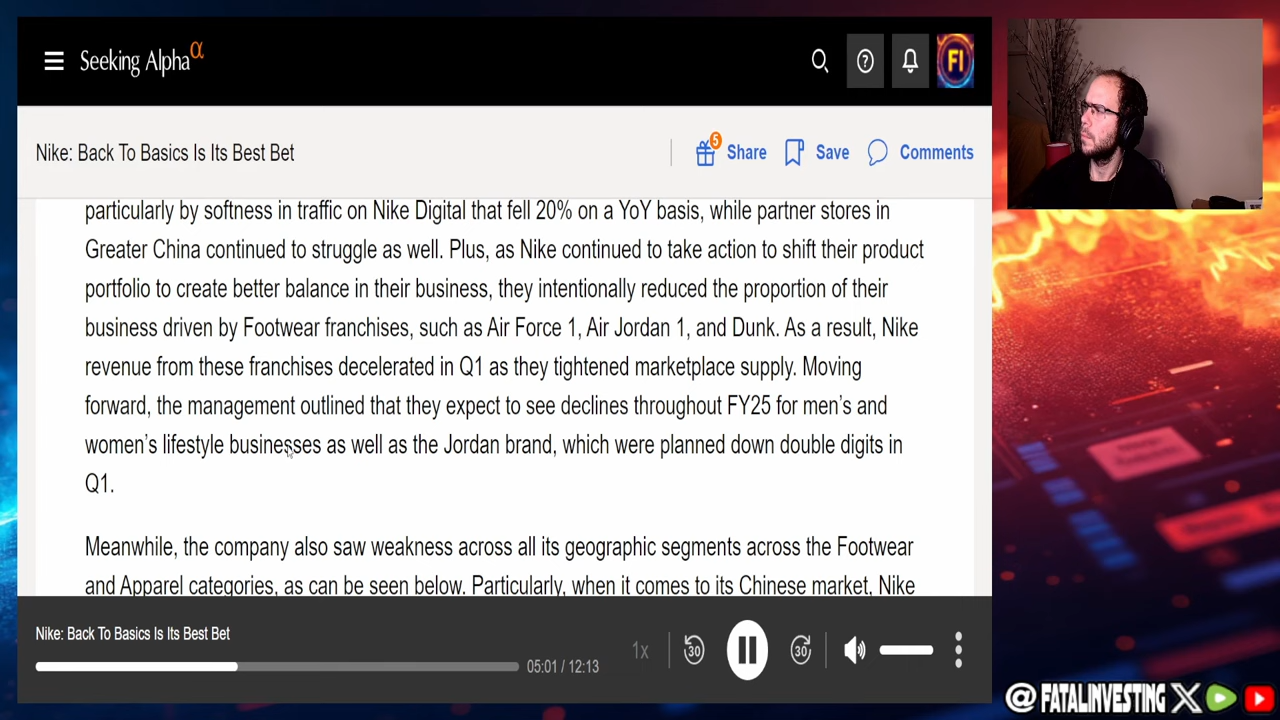 Seeking Alpha α
FI
Nike: Back To Basics Is Its Best Bet
5
Share
Save
Comments
particularly by softness in traffic on Nike Digital that fell 20% on a YoY basis, while partner stores in
Greater China continued to struggle as well. Plus, as Nike continued to take action to shift their product
portfolio to create better balance in their business, they intentionally reduced the proportion of their
business driven by Footwear franchises, such as Air Force 1, Air Jordan 1, and Dunk. As a result, Nike
revenue from these franchises decelerated in Q1 as they tightened marketplace supply. Moving
forward, the management outlined that they expect to see declines throughout FY25 for men’s and
women’s lifestyle businesses as well as the Jordan brand, which were planned down double digits in
Q1.
Meanwhile, the company also saw weakness across all its geographic segments across the Footwear
and Apparel categories, as can be seen below. Particularly, when it comes to its Chinese market, Nike
Nike: Back To Basics Is Its Best Bet
05:01 / 12:13
1x
30
30
@FATALINVESTING